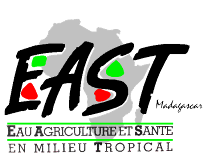 EAST
Madagascar
EAU AGRICULTURE ET SANTE
EN MILIEU TROPICAL